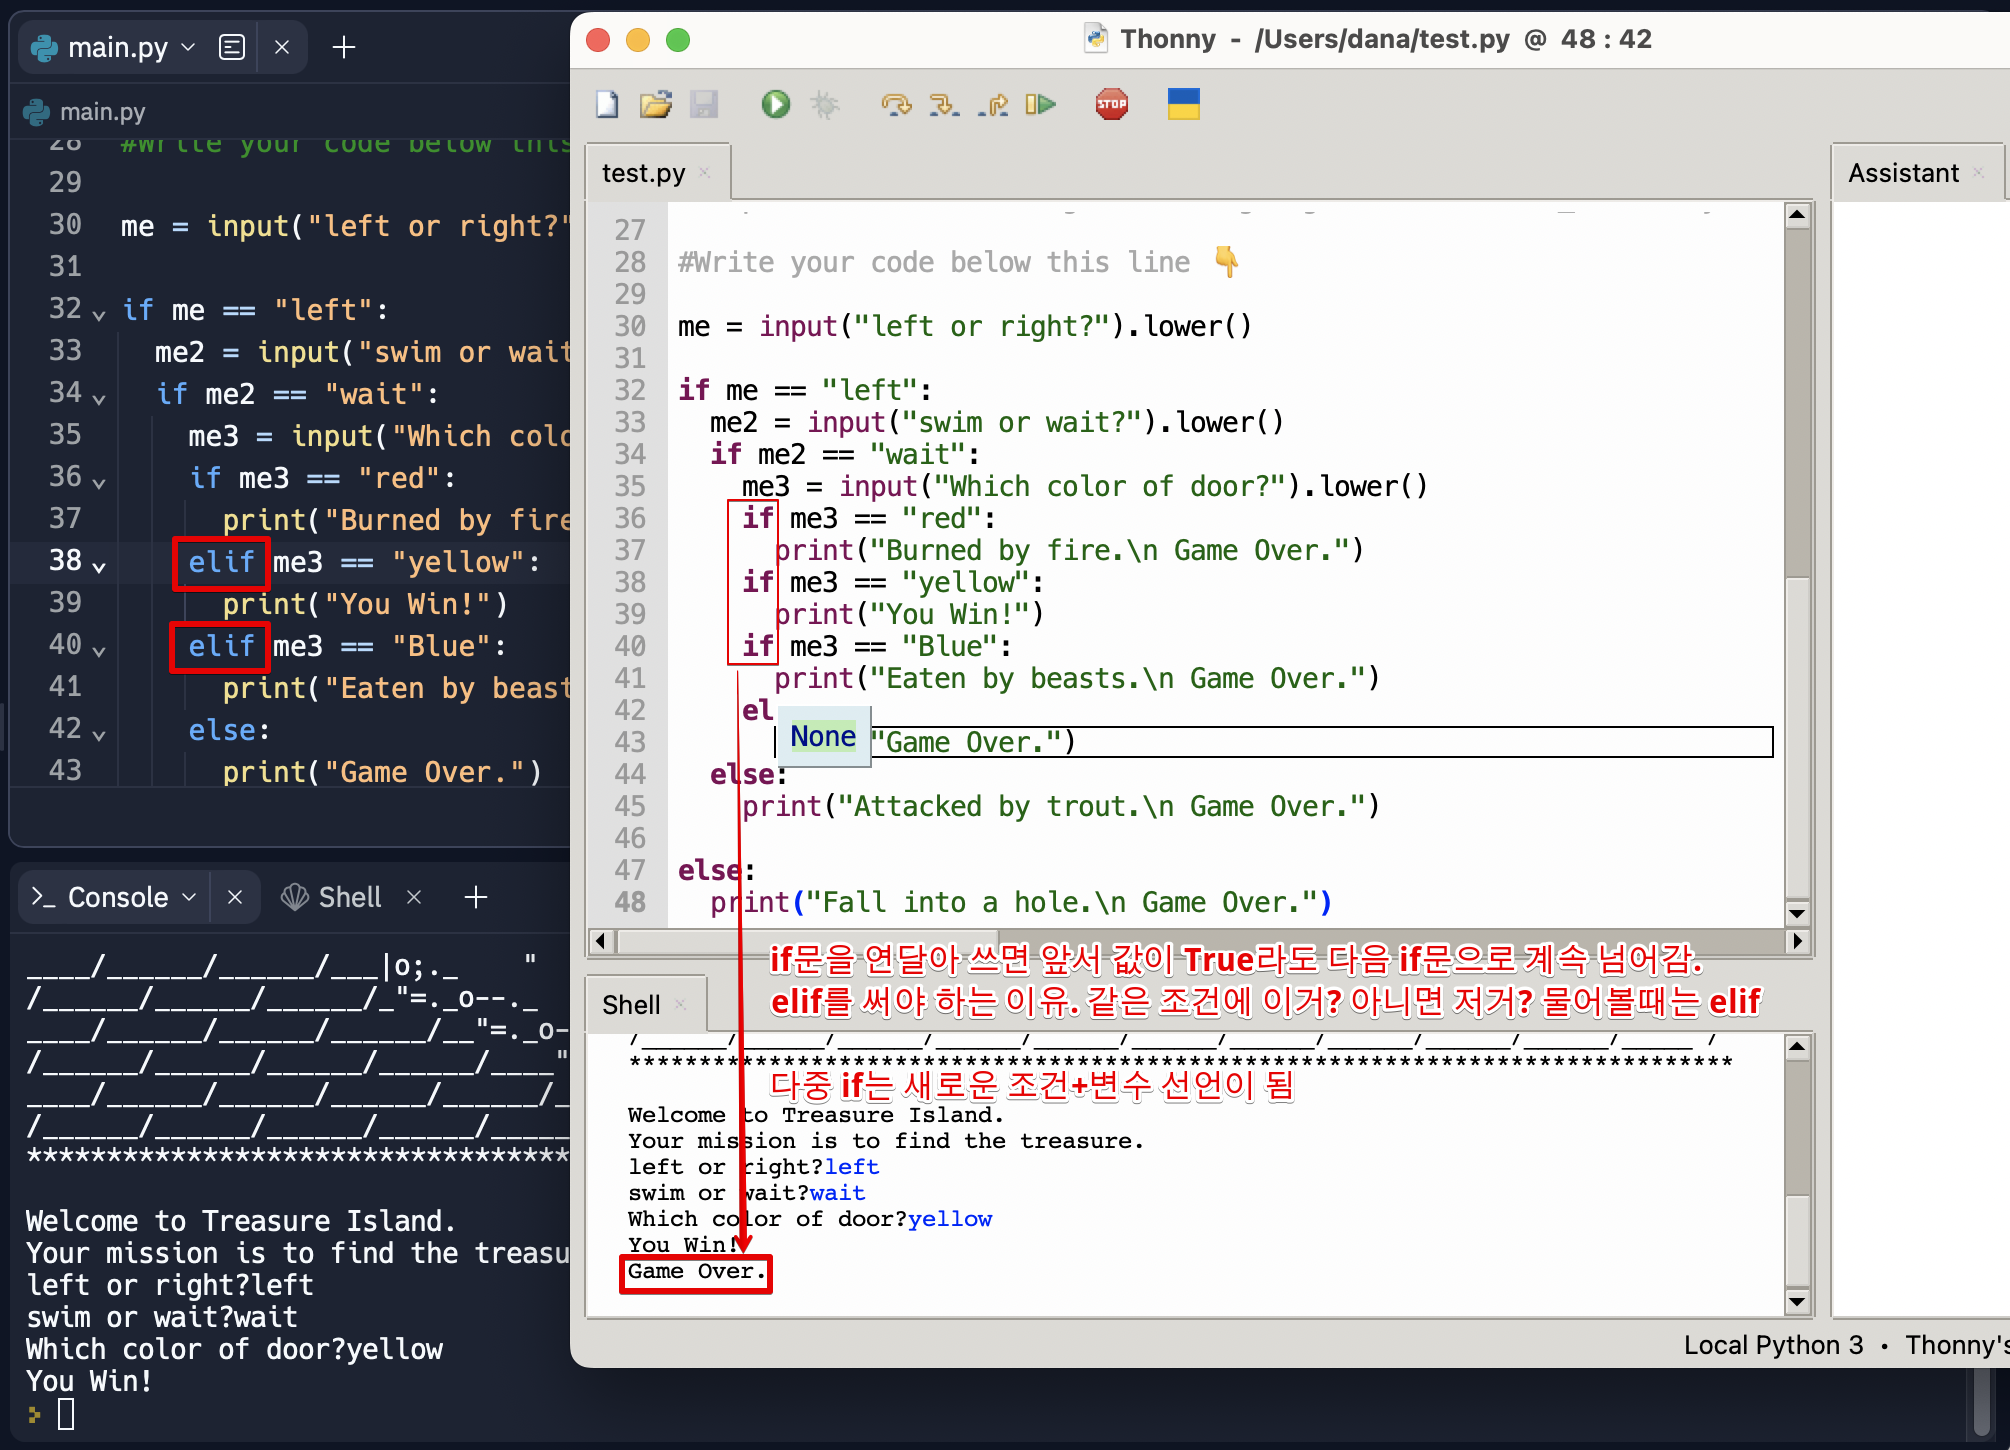 main.py
main.py
28 #Write your code below this
29
30 me = input("left or right?"
31
32 if me == "left":
33 me2 = input("swim or wait
34 if me2 == "wait":
35 me3 = input("Which colo
36 if me3 == "red":
37 print("Burned by fire
38 elif me3 == "yellow":
39 print("You Win!")
40 elif me3 == "Blue":
41 print("Eaten by beast
42 else:
43 print("Game Over.")
>_ Console
Shell
____/______/______/___|o;._    "
/______/______/______/_"=._o--._
____/______/______/______/__"=._o-
/______/______/______/______/____"
____/______/______/______/______/_
/______/______/______/______/_____
**********************************
Welcome to Treasure Island.
Your mission is to find the treasu
left or right?left
swim or wait?wait
Which color of door?yellow
You Win!
Thonny - /Users/dana/test.py @ 48 : 42
STOP
test.py
Assistant
27
28 #Write your code below this line 👇
29
30 me = input("left or right?").lower()
31
32 if me == "left":
33 me2 = input("swim or wait?").lower()
34 if me2 == "wait":
35 me3 = input("Which color of door?").lower()
36 if me3 == "red":
37 print("Burned by fire.\n Game Over.")
38 if me3 == "yellow":
39 print("You Win!")
40 if me3 == "Blue":
41 print("Eaten by beasts.\n Game Over.")
42 el
None
43 "Game Over.")
44 else:
45 print("Attacked by trout.\n Game Over.")
46
47 else:
48 print("Fall into a hole.\n Game Over.")
if문을 연달아 쓰면 앞서 값이 True라도 다음 if문으로 계속 넘어감.
elif를 써야 하는 이유. 같은 조건에 이거? 아니면 저거? 물어볼때는 elif
Shell
/______/______/______/______/______/______/______/______/______/______/______ /
*******************************************************************************
다중 if는 새로운 조건+변수 선언이 됨
Welcome to Treasure Island.
Your mission is to find the treasure.
left or right?left
swim or wait?wait
Which color of door?yellow
You Win!
Game Over.
Local Python 3 • Thonny's